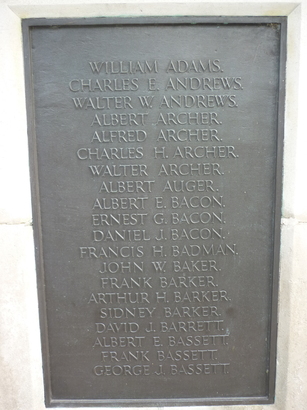 WILLIAM ADAMS.
CHARLES E. ANDREWS.
WALTER W. ANDREWS.
ALBERT ARCHER.
ALFRED ARCHER.
CHARLES H. ARCHER.
WALTER ARCHER.
ALBERT AUGER.
ALBERT E. BACON.
ERNEST G. BACON.
DANIEL J. BACON.
FRANCIS H. BADMAN.
JOHN W. BAKER.
FRANK BARKER.
ARTHUR H. BARKER.
SIDNEY BARKER.
DAVID J. BARRETT.
ALBERT E. BASSETT.
FRANK BASSETT.
GEORGE J. BASSETT.